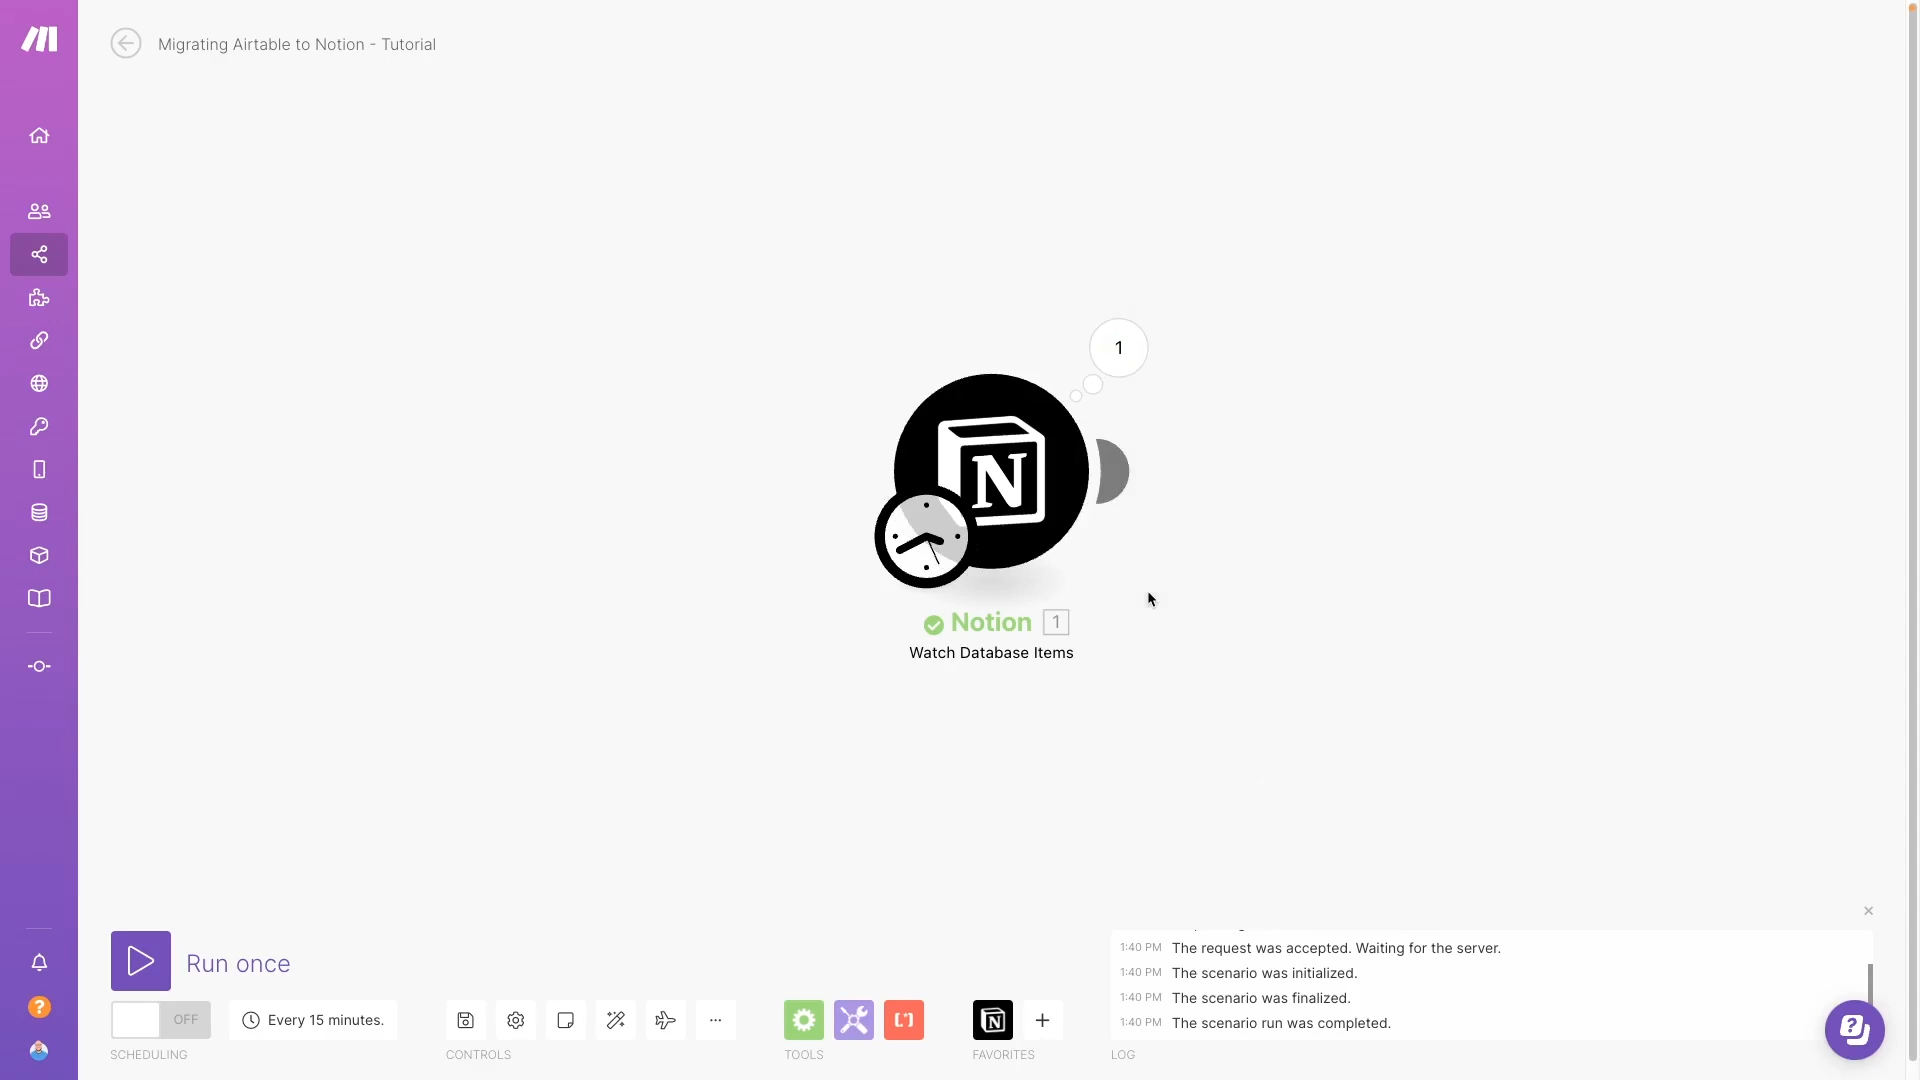 Migrating Airtable to Notion - Tutorial
1
Notion 1
Watch Database Items
Run once
OFF
Every 15 minutes.
SCHEDULING
CONTROLS
TOOLS
FAVORITES
1:40 PM The request was accepted. Waiting for the server.
1:40 PM The scenario was initialized.
1:40 PM The scenario was finalized.
1:40 PM The scenario run was completed.
LOG